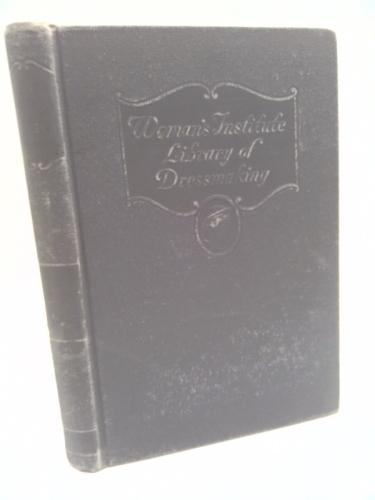 Woman's Institute
Library of
Dressmaking